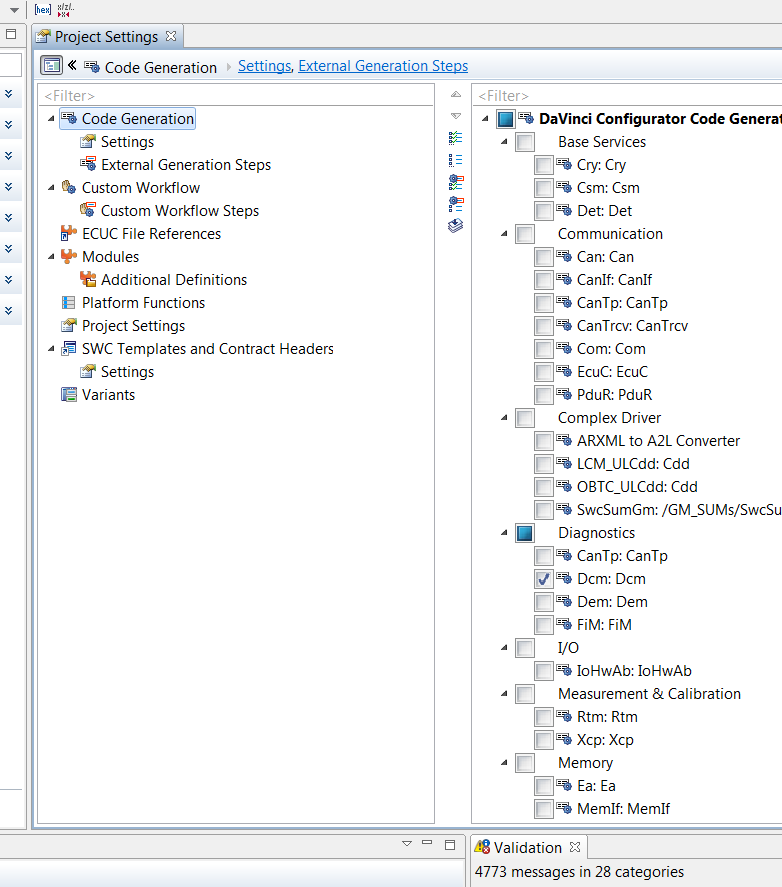 [hex]
Project Settings
Code Generation Settings, External Generation Steps
<Filter>
Code Generation
Settings
External Generation Steps
Custom Workflow
Custom Workflow Steps
ECUC File References
Modules
Additional Definitions
Platform Functions
Project Settings
SWC Templates and Contract Headers
Settings
Variants
<Filter>
DaVinci Configurator Code Generat
Base Services
Cry: Cry
Csm: Csm
Det: Det
Communication
Can: Can
CanIf: CanIf
CanTp: CanTp
CanTrcv: CanTrcv
Com: Com
EcuC: EcuC
PduR: PduR
Complex Driver
ARXML to A2L Converter
LCM_ULCdd: Cdd
OBTC_ULCdd: Cdd
SwcSumGm: /GM_SUMs/SwcSu
Diagnostics
CanTp: CanTp
Dcm: Dcm
Dem: Dem
FiM: FiM
I/O
IoHwAb: IoHwAb
Measurement & Calibration
Rtm: Rtm
Xcp: Xcp
Memory
Ea: Ea
MemIf: MemIf
Validation
4773 messages in 28 categories